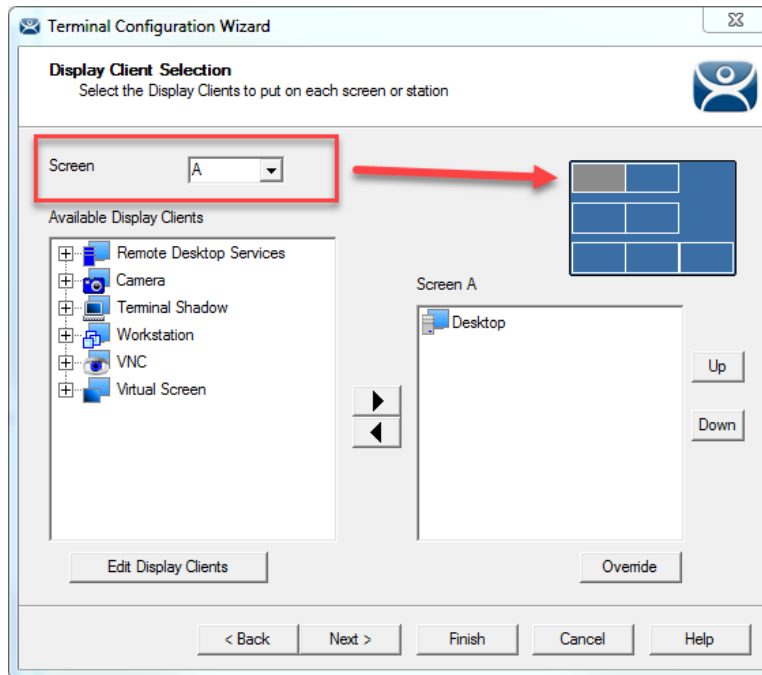 Terminal Configuration Wizard
Display Client Selection
Select the Display Clients to put on each screen or station
Screen
A
Available Display Clients
Remote Desktop Services
Camera
Terminal Shadow
Workstation
VNC
Virtual Screen
Screen A
Desktop
Up
Down
Edit Display Clients
Override
< Back
Next >
Finish
Cancel
Help